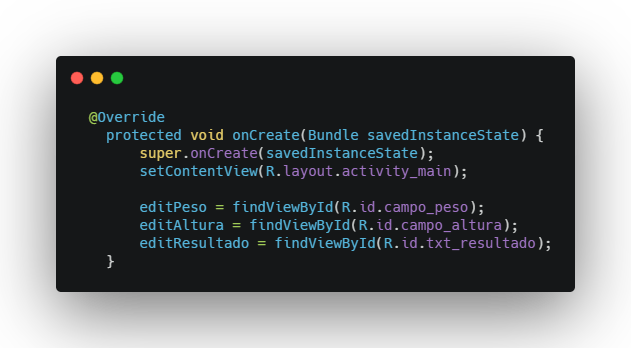 @Override
protected void onCreate(Bundle savedInstanceState) {
super.onCreate(savedInstanceState);
setContentView(R.layout.activity_main);
editPeso = findViewById(R.id.campo_peso);
editAltura = findViewById(R.id.campo_altura);
editResultado = findViewById(R.id.txt_resultado);
}